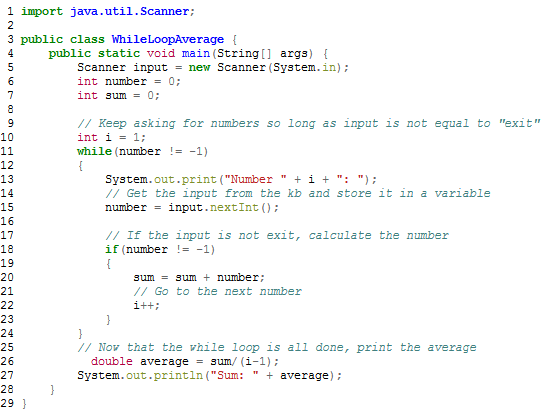 1 import java.util.Scanner;
2
3 public class WhileLoopAverage {
4     public static void main(String[] args) {
5         Scanner input = new Scanner(System.in);
6         int number = 0;
7         int sum = 0;
8
9         // Keep asking for numbers so long as input is not equal to "exit"
10         int i = 1;
11         while(number != -1)
12         {
13             System.out.print("Number " + i + ": ");
14             // Get the input from the kb and store it in a variable
15             number = input.nextInt();
16
17             // If the input is not exit, calculate the number
18             if(number != -1)
19             {
20                 sum = sum + number;
21                 // Go to the next number
22                 i++;
23             }
24         }
25         // Now that the while loop is all done, print the average
26           double average = sum/(i-1);
27         System.out.println("Sum: " + average);
28     }
29 }